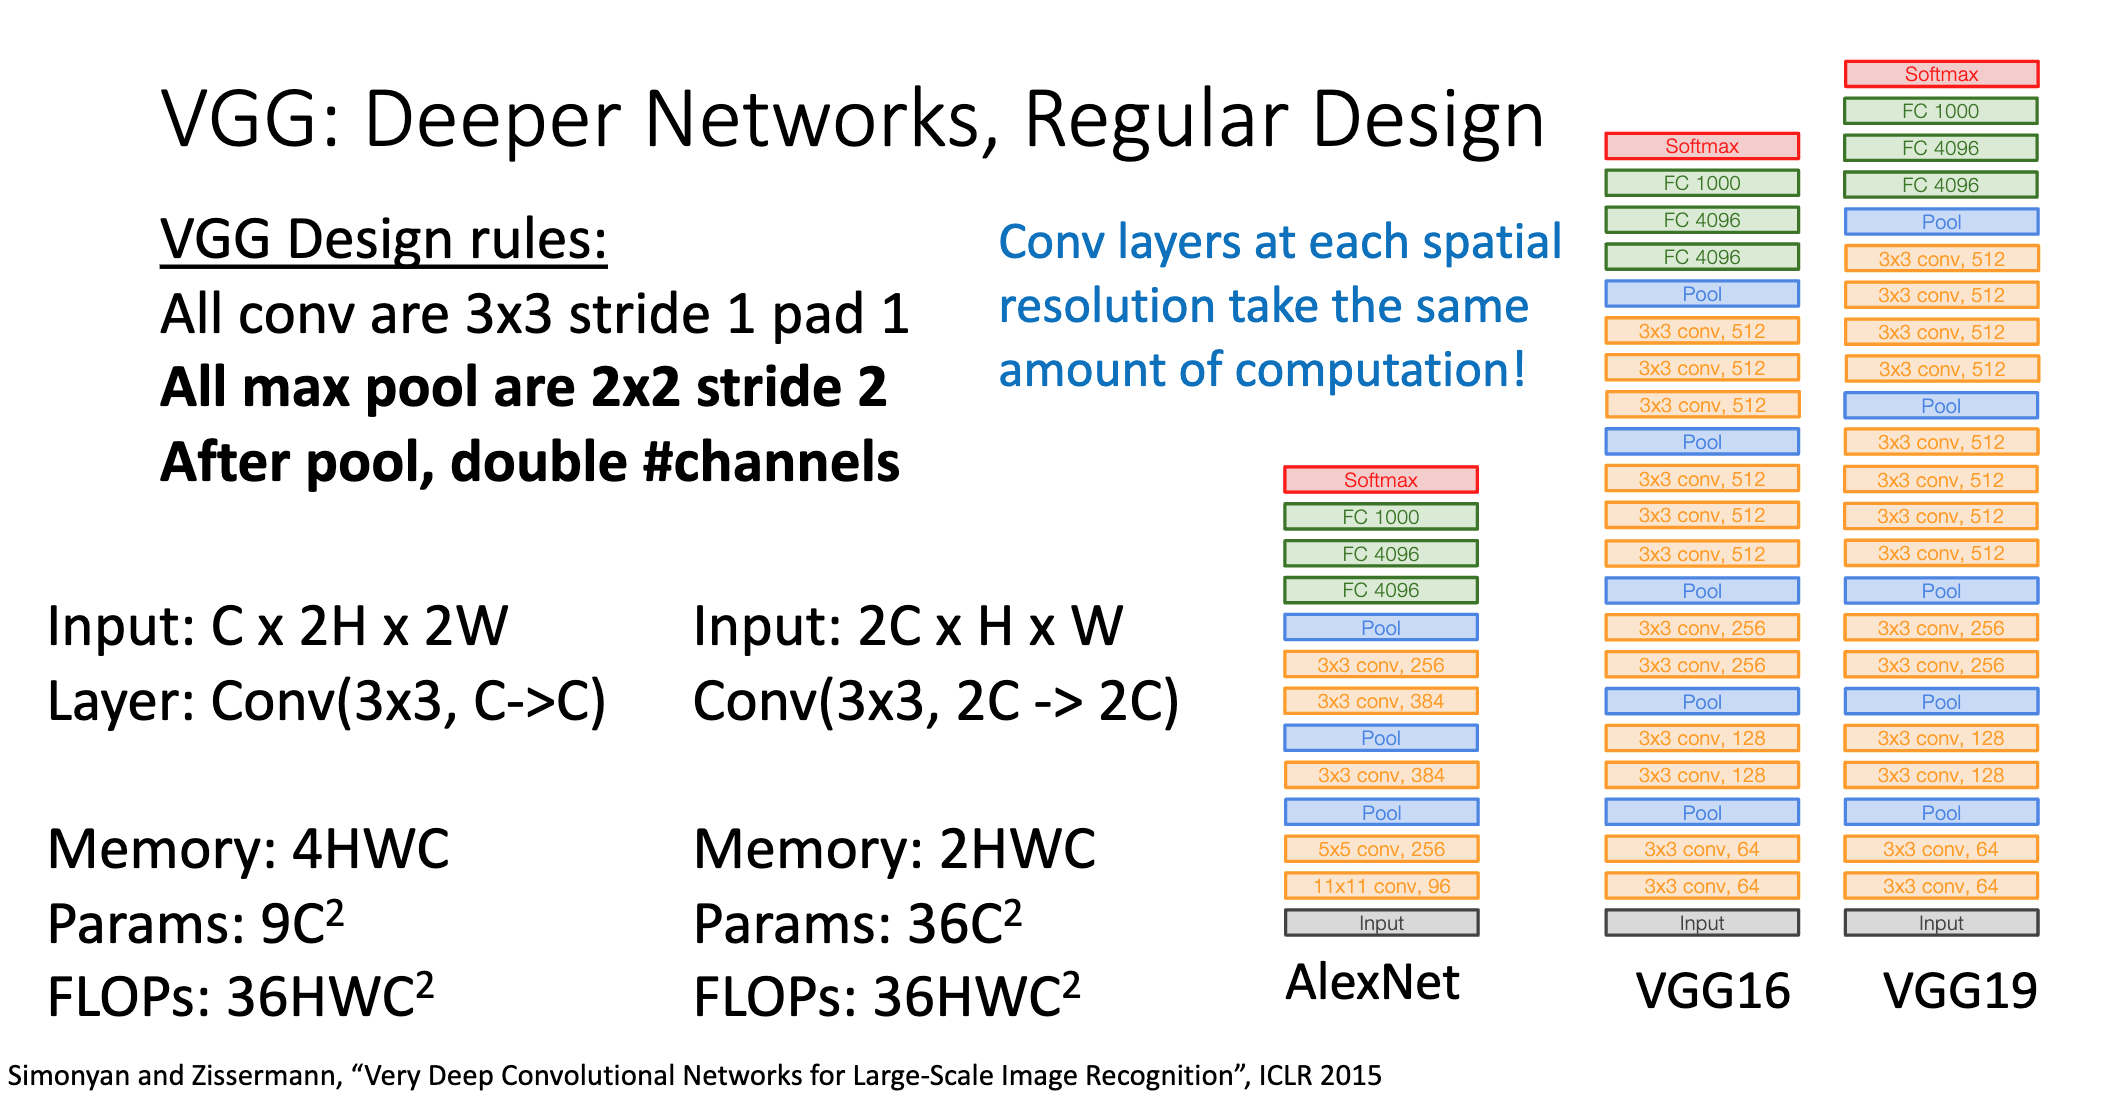 VGG: Deeper Networks, Regular Design
VGG Design rules:
All conv are 3x3 stride 1 pad 1
All max pool are 2x2 stride 2
After pool, double #channels
Conv layers at each spatial
resolution take the same
amount of computation!
Input: C x 2H x 2W
Layer: Conv(3x3, C->C)
Memory: 4HWC
Params: 9C²
FLOPs: 36HWC²
Input: 2C x H x W
Conv(3x3, 2C -> 2C)
Memory: 2HWC
Params: 36C²
FLOPs: 36HWC²
Softmax
FC 1000
FC 4096
FC 4096
Pool
3x3 conv, 256
3x3 conv, 384
Pool
3x3 conv, 384
Pool
5x5 conv, 256
11x11 conv, 96
Input
AlexNet
Softmax
FC 1000
FC 4096
FC 4096
Pool
3x3 conv, 512
3x3 conv, 512
3x3 conv, 512
Pool
3x3 conv, 512
3x3 conv, 512
3x3 conv, 512
Pool
3x3 conv, 256
3x3 conv, 256
Pool
3x3 conv, 128
3x3 conv, 128
Pool
3x3 conv, 64
3x3 conv, 64
Input
VGG16
Softmax
FC 1000
FC 4096
FC 4096
Pool
3x3 conv, 512
3x3 conv, 512
3x3 conv, 512
3x3 conv, 512
Pool
3x3 conv, 512
3x3 conv, 512
3x3 conv, 512
3x3 conv, 512
Pool
3x3 conv, 256
3x3 conv, 256
Pool
3x3 conv, 128
3x3 conv, 128
Pool
3x3 conv, 64
3x3 conv, 64
Input
VGG19
Simonyan and Zissermann, “Very Deep Convolutional Networks for Large-Scale Image Recognition”, ICLR 2015